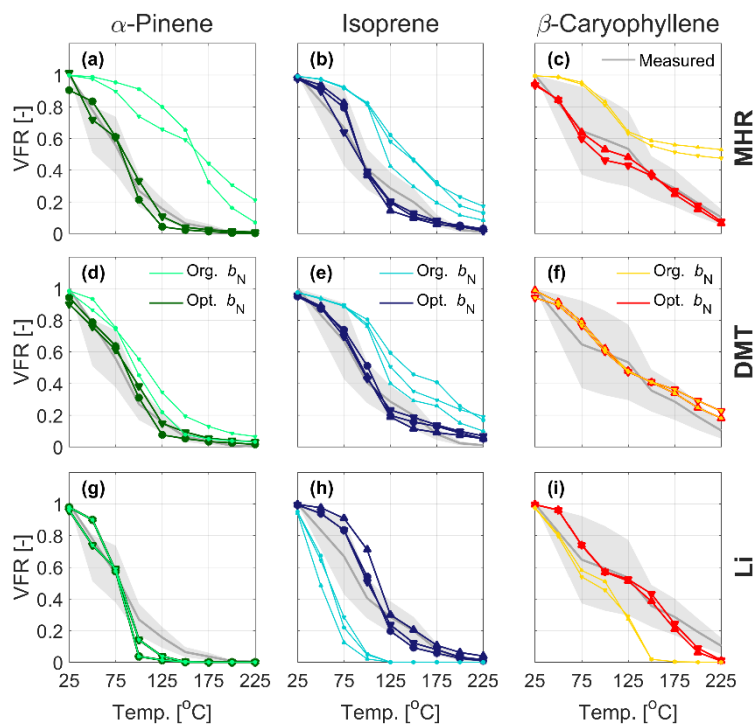 α-Pinene Isoprene β-Caryophyllene
(a) (b) (c) Measured
1
0.8
0.6
0.4
0.2
0
VFR [-]
MHR
(d) Org. bN (e) Org. bN (f) Org. bN
Opt. bN Opt. bN Opt. bN
1
0.8
0.6
0.4
0.2
0
VFR [-]
DMT
(g) (h) (i)
1
0.8
0.6
0.4
0.2
0
VFR [-]
Li
25 75 125 175 225 25 75 125 175 225 25 75 125 175 225
Temp. [°C] Temp. [°C] Temp. [°C]